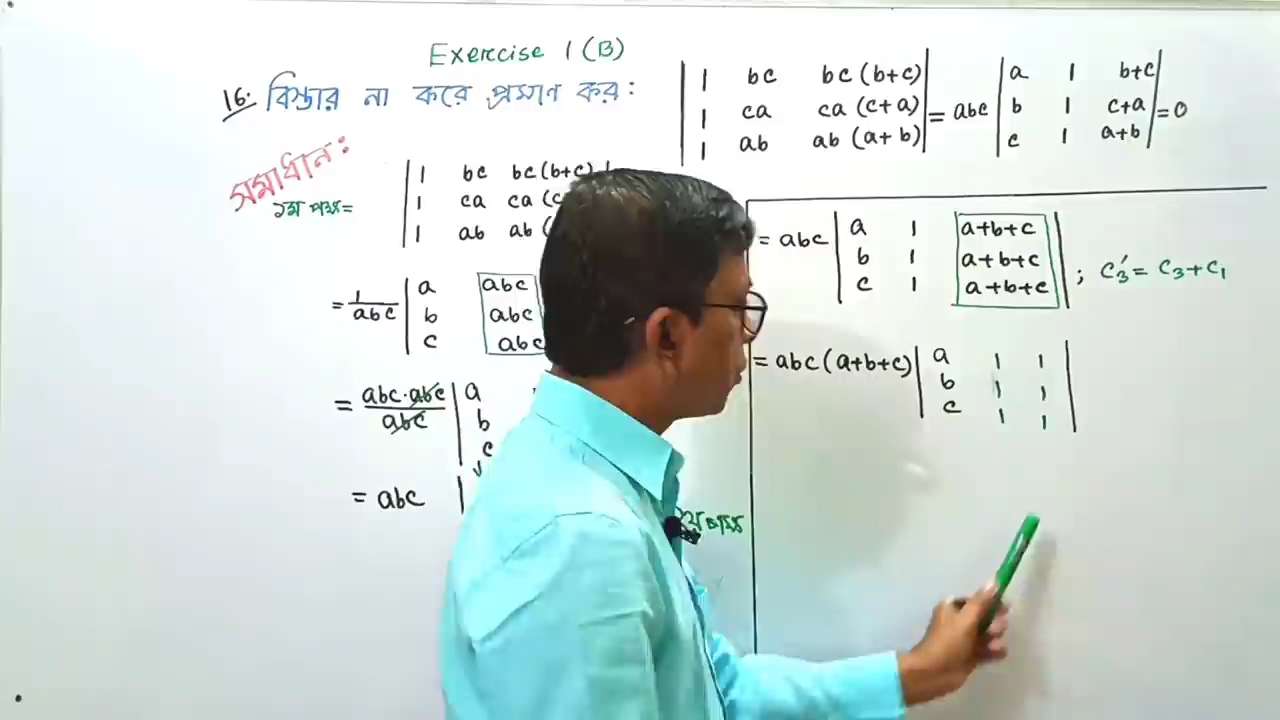 Exercise 1(B)
16. বিস্তার না করে প্রমাণ কর:
| 1 bc bc(b+c) |
| 1 ca ca(c+a) |
| 1 ab ab(a+b) |
= abc
| a 1 b+c |
| b 1 c+a |
| c 1 a+b |
= 0
সমাধান:
১ম পক্ষ =
| 1 bc bc(b+c) |
| 1 ca ca(c
| 1 ab ab(
= 1/abc
| a abc
| b abc
| c abc
= abc·abc/abc
| a
| b
c
= abc |
= abc
| a 1 a+b+c |
| b 1 a+b+c |
| c 1 a+b+c |
; c₃′ = c₃+c₁
= abc(a+b+c)
| a 1 1 |
| b 1 1 |
| c 1 1 |